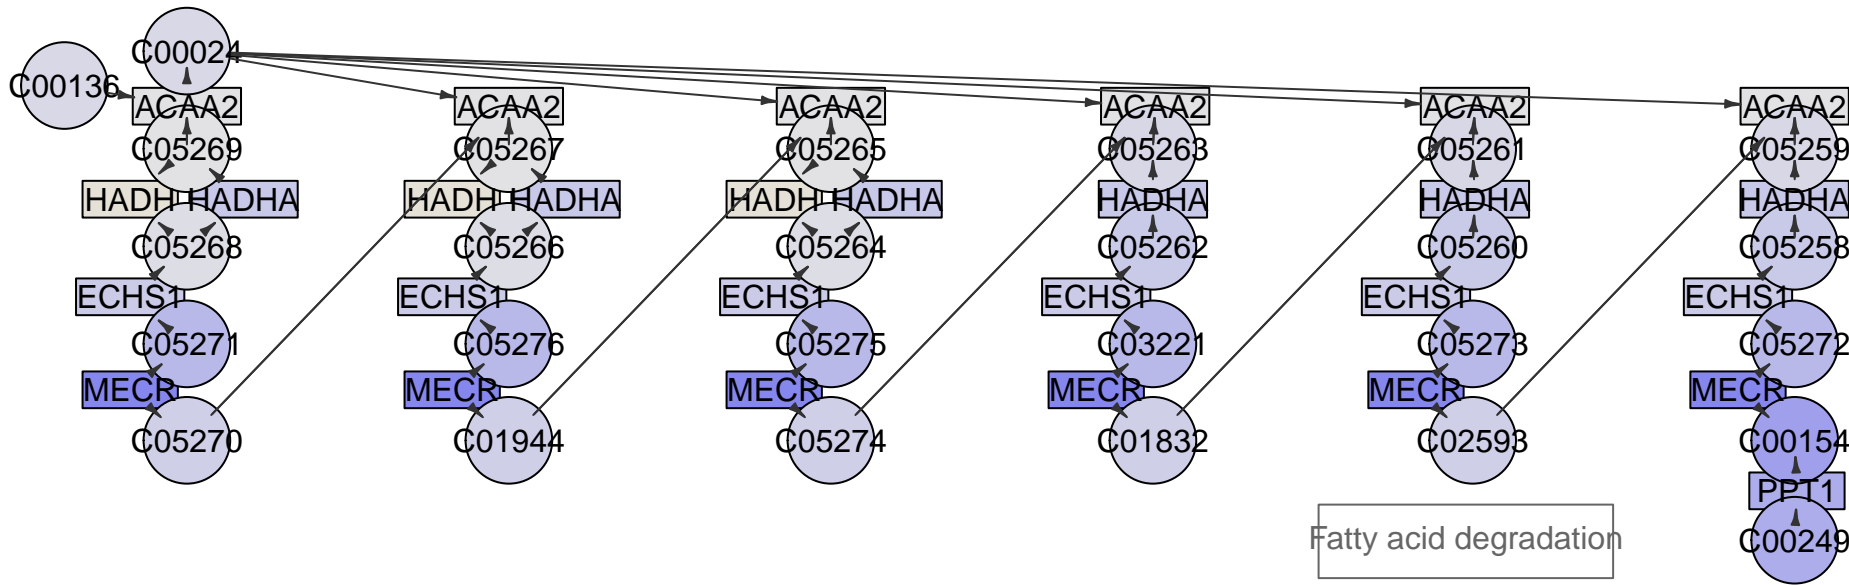 C00024
C00136
ACAA2 ACAA2 ACAA2 ACAA2 ACAA2 ACAA2
C05269 C05267 C05265 C05263 C05261 C05259
HADH HADHA HADH HADHA HADH HADHA HADHA HADHA HADHA
C05268 C05266 C05264 C05262 C05260 C05258
ECHS1 ECHS1 ECHS1 ECHS1 ECHS1 ECHS1
C05271 C05276 C05275 C03221 C05273 C05272
MECR MECR MECR MECR MECR MECR
C05270 C01944 C05274 C01832 C02593 C00154
PPT1
Fatty acid degradation C00249